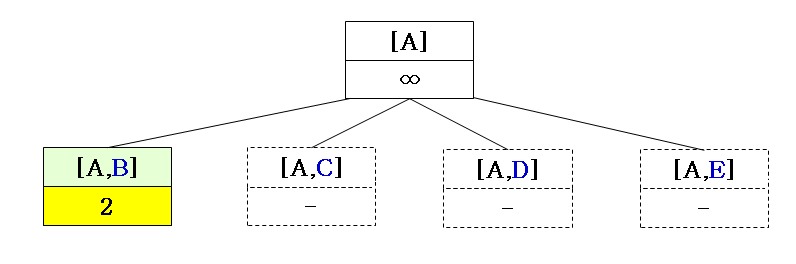 [A]
∞
[A,B]
2
[A,C]
–
[A,D]
–
[A,E]
–